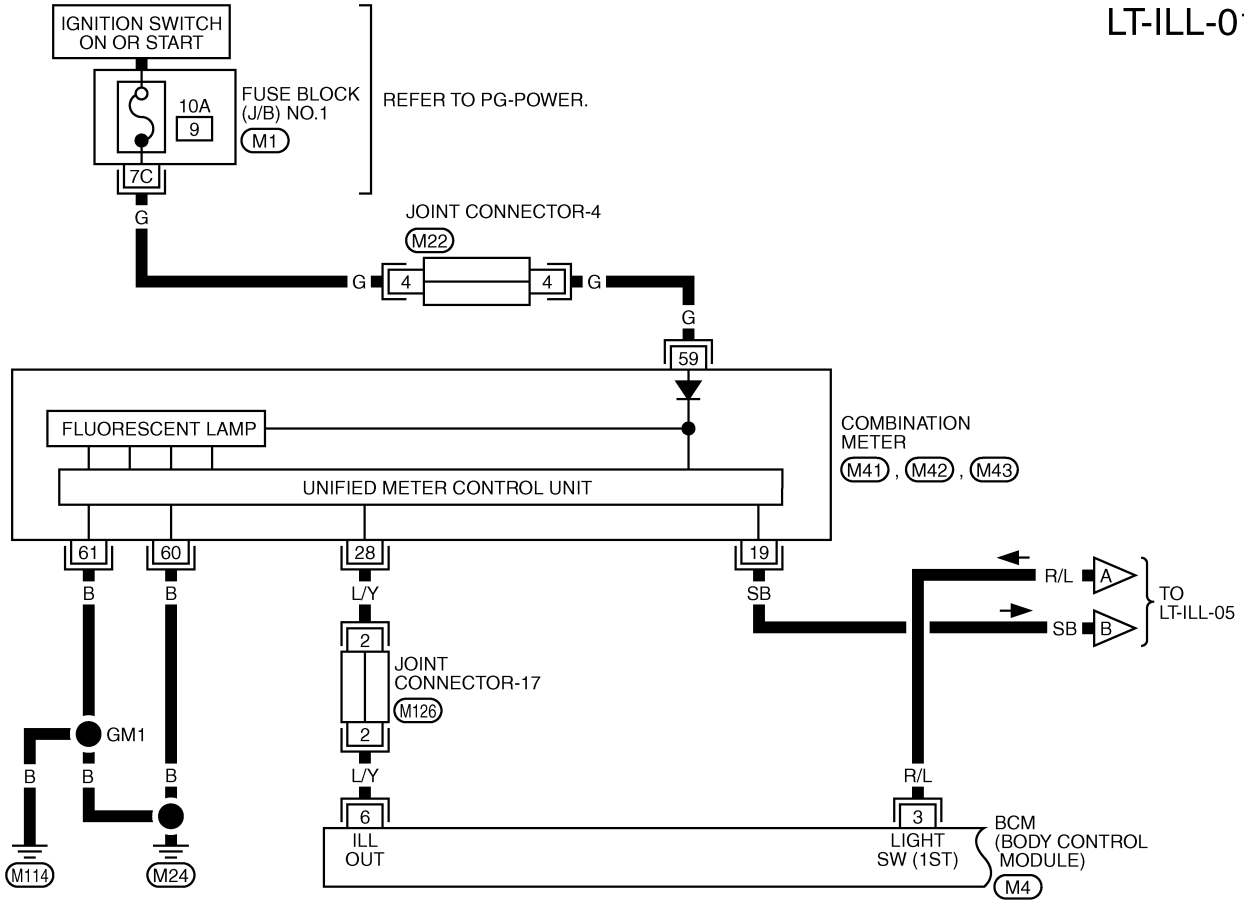 LT-ILL-0
IGNITION SWITCH
ON OR START
10A
9
FUSE BLOCK
(J/B) NO.1
M1
REFER TO PG-POWER.
7C
G
JOINT CONNECTOR-4
M22
G
4
4
G
G
59
FLUORESCENT LAMP
UNIFIED METER CONTROL UNIT
COMBINATION
METER
M41 , M42 , M43
61
60
28
19
B
B
L/Y
SB
R/L
A
SB
B
TO
LT-ILL-05
2
JOINT
CONNECTOR-17
M126
2
GM1
B
B
B
L/Y
R/L
6
3
ILL
OUT
LIGHT
SW (1ST)
BCM
(BODY CONTROL
MODULE)
M4
M114
M24